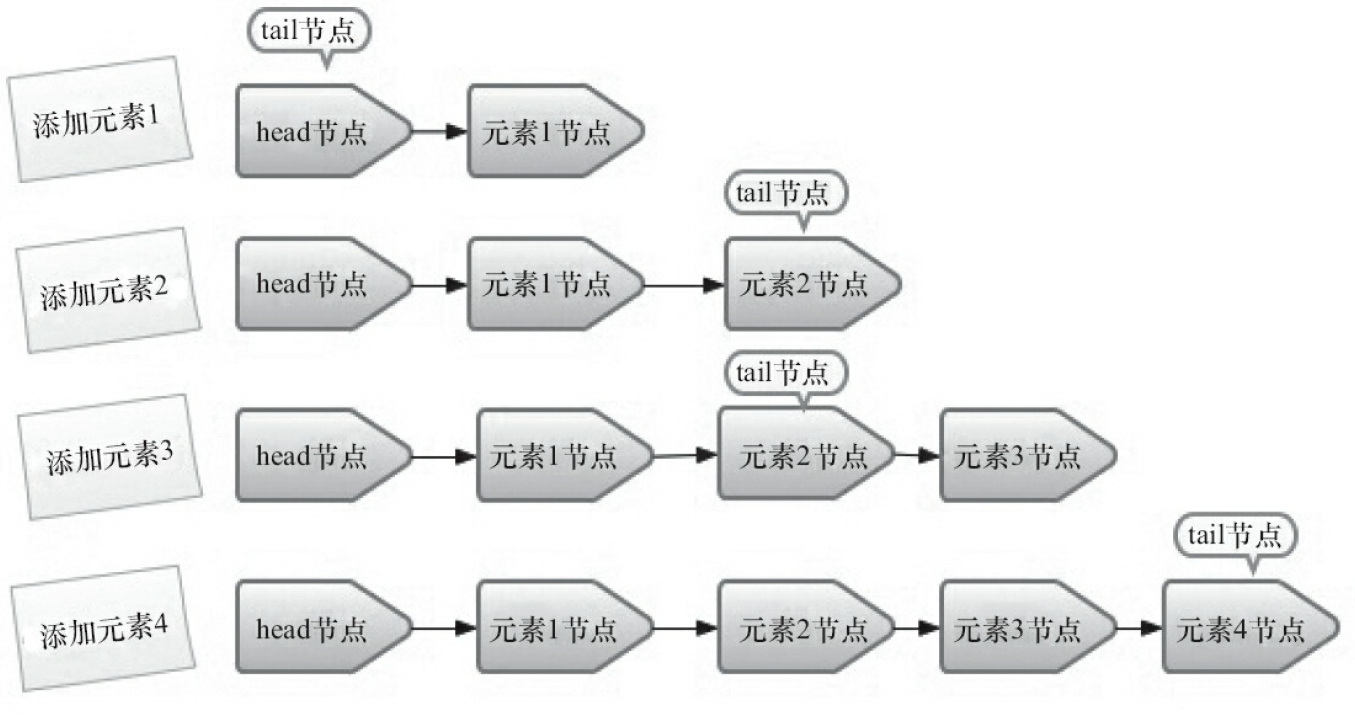 tail节点
添加元素1
head节点
元素1节点
tail节点
添加元素2
head节点
元素1节点
元素2节点
tail节点
添加元素3
head节点
元素1节点
元素2节点
元素3节点
tail节点
添加元素4
head节点
元素1节点
元素2节点
元素3节点
元素4节点